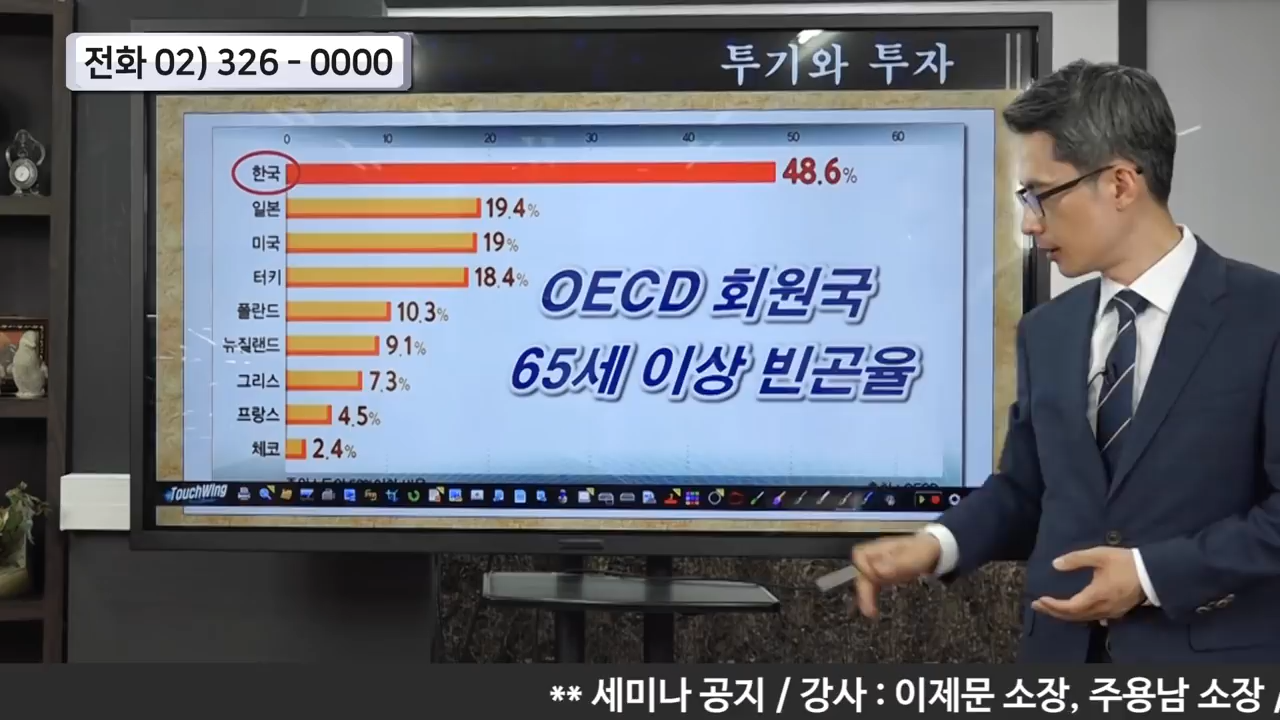 전화 02) 326 - 0000
투기와 투자
0 10 20 30 40 50 60
한국 48.6%
일본 19.4%
미국 19%
터키 18.4%
폴란드 10.3%
뉴질랜드 9.1%
그리스 7.3%
프랑스 4.5%
체코 2.4%
OECD 회원국
65세 이상 빈곤율
TouchWing
** 세미나 공지 / 강사 : 이제문 소장, 주용남 소장 /